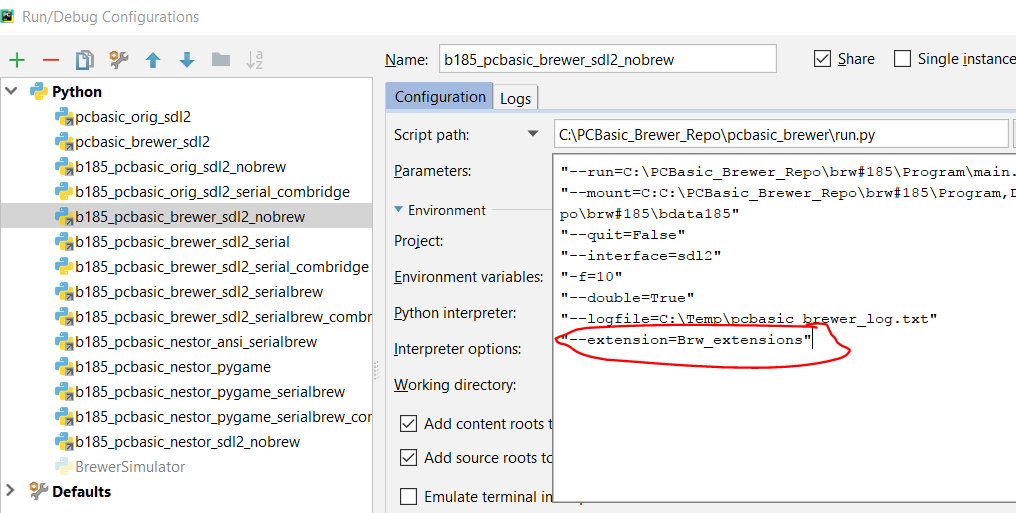 Run/Debug Configurations
Name: b185_pcbasic_brewer_sdl2_nobrew
Share
Single instance
Python
pcbasic_orig_sdl2
pcbasic_brewer_sdl2
b185_pcbasic_orig_sdl2_nobrew
b185_pcbasic_orig_sdl2_serial_combridge
b185_pcbasic_brewer_sdl2_nobrew
b185_pcbasic_brewer_sdl2_serial
b185_pcbasic_brewer_sdl2_serial_combridge
b185_pcbasic_brewer_sdl2_serialbrew
b185_pcbasic_brewer_sdl2_serialbrew_combr
b185_pcbasic_nestor_ansi_serialbrew
b185_pcbasic_nestor_pygame
b185_pcbasic_nestor_pygame_serialbrew
b185_pcbasic_nestor_pygame_serialbrew_con
b185_pcbasic_nestor_sdl2_nobrew
BrewerSimulator
Defaults
Configuration
Logs
Script path: C:\PCBasic_Brewer_Repo\pcbasic_brewer\run.py
Parameters:
Environment
Project:
Environment variables:
Python interpreter:
Interpreter options:
Working directory:
Add content roots t
Add source roots to
Emulate terminal in
"--run=C:\PCBasic_Brewer_Repo\brw#185\Program\main.
"--mount=C:C:\PCBasic_Brewer_Repo\brw#185\Program,D
po\brw#185\bdata185"
"--quit=False"
"--interface=sdl2"
"-f=10"
"--double=True"
"--logfile=C:\Temp\pcbasic_brewer_log.txt"
"--extension=Brw_extensions"